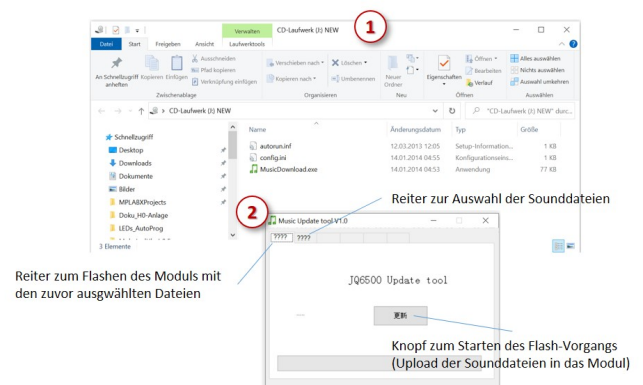 Verwalten
CD-Laufwerk (J:) NEW
1
Datei
Start
Freigeben
Ansicht
Laufwerktools
An Schnellzugriff anheften
Kopieren
Einfügen
Ausschneiden
Pfad kopieren
Verknüpfung einfügen
Zwischenablage
Verschieben nach
Kopieren nach
Löschen
Umbenennen
Organisieren
Neuer Ordner
Neu
Eigenschaften
Öffnen
Bearbeiten
Verlauf
Öffnen
Alles auswählen
Nichts auswählen
Auswahl umkehren
Auswählen
CD-Laufwerk (J:) NEW
"CD-Laufwerk (J:) NEW" durc...
Schnellzugriff
Desktop
Downloads
Dokumente
Bilder
MPLABXProjects
Doku_H0-Anlage
LEDs_AutoProg
3 Elemente
Name
Änderungsdatum
Typ
Größe
autorun.inf
12.03.2013 12:05
Setup-Information...
1 KB
config.ini
14.01.2014 04:55
Konfigurationseins...
1 KB
MusicDownload.exe
14.01.2014 04:53
Anwendung
77 KB
Reiter zur Auswahl der Sounddateien
2
Music Update tool V1.0
????
????
JQ6500 Update tool
更新
Reiter zum Flashen des Moduls mit
den zuvor ausgwählten Dateien
Knopf zum Starten des Flash-Vorgangs
(Upload der Sounddateien in das Modul)